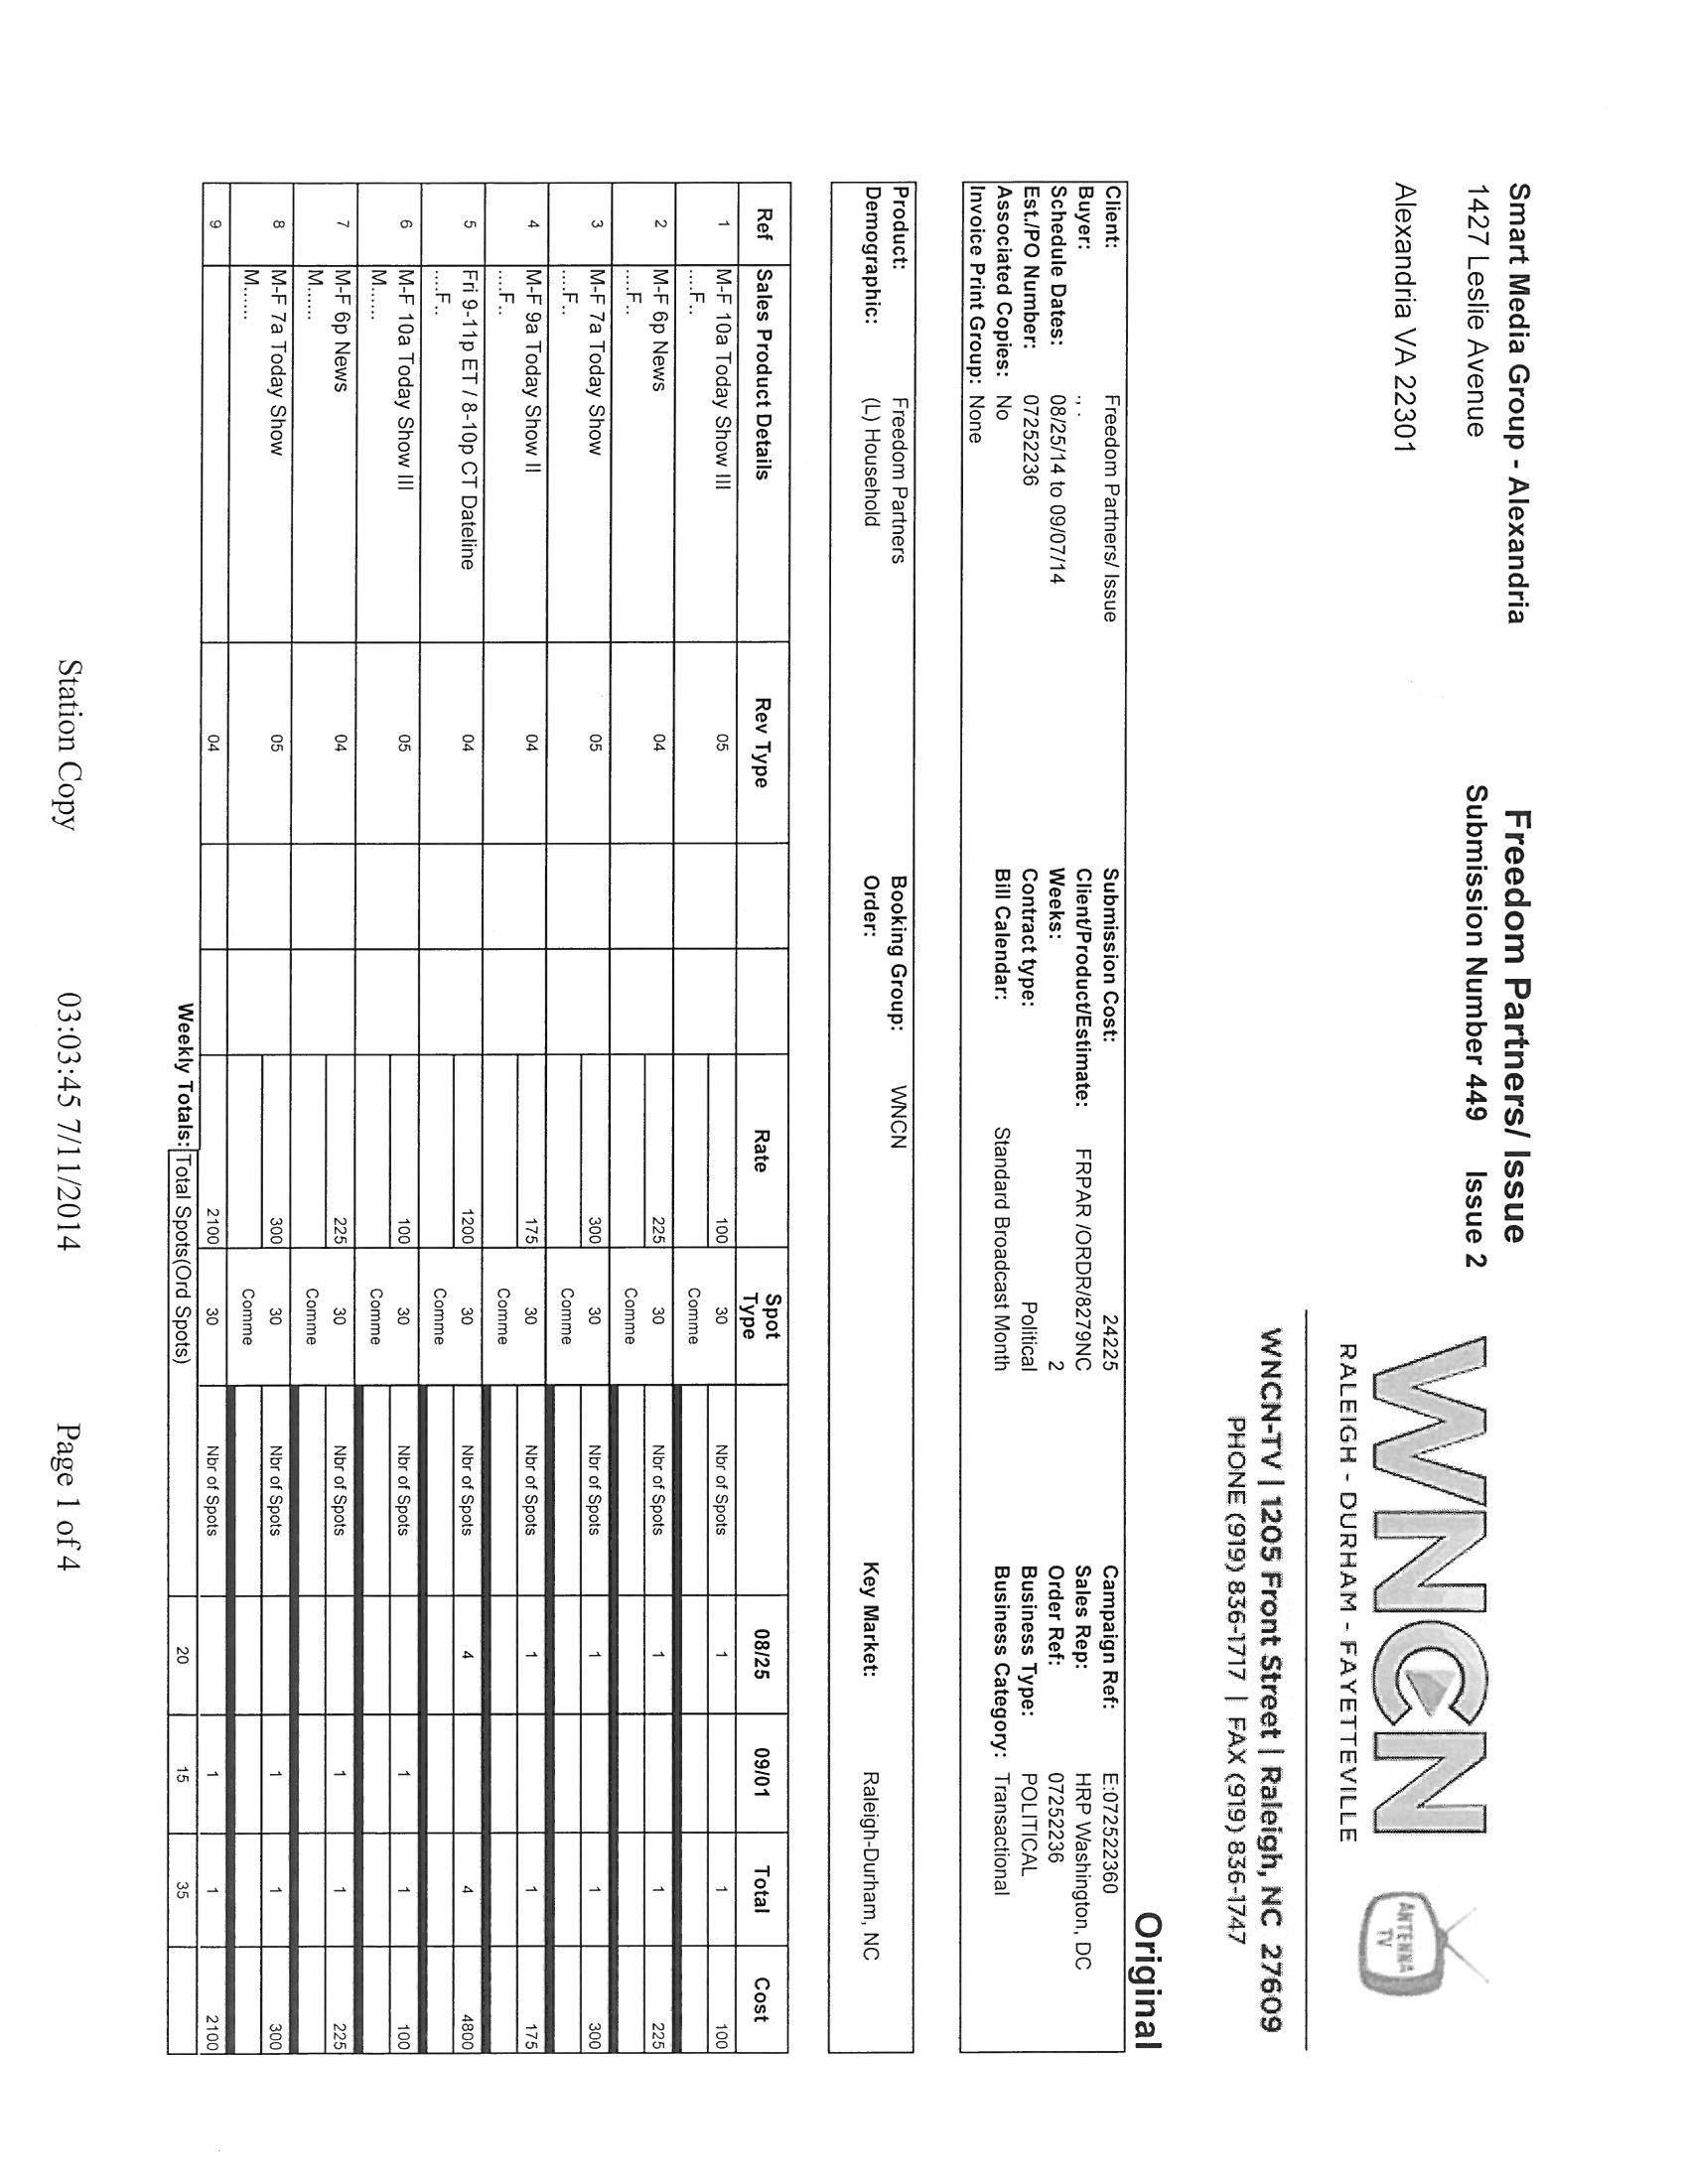 Smart Media Group - Alexandria
1427 Leslie Avenue
Alexandria VA 22301
Freedom Partners/ Issue
Submission Number 449 Issue 2
WNCN
RALEIGH - DURHAM - FAYETTEVILLE
ANTENNA TV
WNCN-TV | 1205 Front Street | Raleigh, NC 27609
PHONE (919) 836-1717 | FAX (919) 836-1747
Original
Client: Freedom Partners/ Issue Submission Cost: 24225 Campaign Ref: E:072522360
Buyer: , . Client/Product/Estimate: FRPAR /ORDR/8279NC Sales Rep: HRP Washington, DC
Schedule Dates: 08/25/14 to 09/07/14 Weeks: 2 Order Ref: 07252236
Est./PO Number: 07252236 Contract type: Political Business Type: POLITICAL
Associated Copies: No Bill Calendar: Standard Broadcast Month Business Category: Transactional
Invoice Print Group: None
Product: Freedom Partners Booking Group: WNCN
Demographic: (L) Household Order: Key Market: Raleigh-Durham, NC
Ref Sales Product Details Rev Type Rate Spot Type 08/25 09/01 Total Cost
1 M-F 10a Today Show III 05 100 30 Nbr of Spots 1 1 100
....F.. Comme
2 M-F 6p News 04 225 30 Nbr of Spots 1 1 225
....F.. Comme
3 M-F 7a Today Show 05 300 30 Nbr of Spots 1 1 300
....F.. Comme
4 M-F 9a Today Show II 04 175 30 Nbr of Spots 1 1 175
....F.. Comme
5 Fri 9-11p ET / 8-10p CT Dateline 04 1200 30 Nbr of Spots 4 4 4800
....F.. Comme
6 M-F 10a Today Show III 05 100 30 Nbr of Spots 1 1 100
M...... Comme
7 M-F 6p News 04 225 30 Nbr of Spots 1 1 225
M...... Comme
8 M-F 7a Today Show 05 300 30 Nbr of Spots 1 1 300
M...... Comme
9 04 2100 30 Nbr of Spots 1 1 2100
Weekly Totals: Total Spots(Ord Spots) 20 15 35
Station Copy 03:03:45 7/11/2014 Page 1 of 4